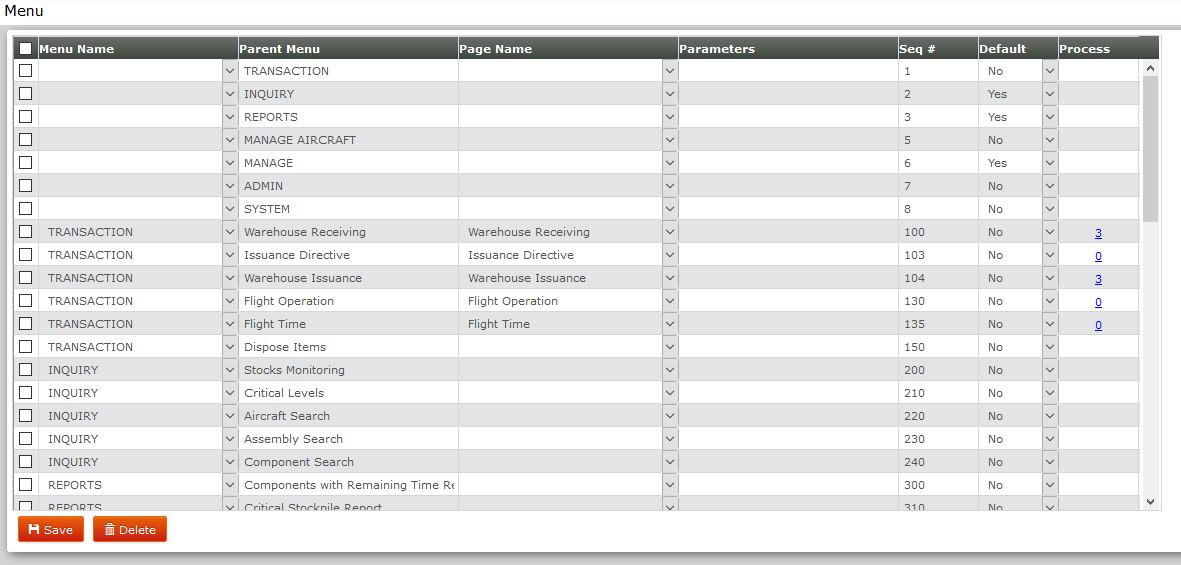 Menu
Menu Name Parent Menu Page Name Parameters Seq # Default Process
TRANSACTION 1 No
INQUIRY 2 Yes
REPORTS 3 Yes
MANAGE AIRCRAFT 5 No
MANAGE 6 Yes
ADMIN 7 No
SYSTEM 8 No
TRANSACTION Warehouse Receiving Warehouse Receiving 100 No 3
TRANSACTION Issuance Directive Issuance Directive 103 No 0
TRANSACTION Warehouse Issuance Warehouse Issuance 104 No 3
TRANSACTION Flight Operation Flight Operation 130 No 0
TRANSACTION Flight Time Flight Time 135 No 0
TRANSACTION Dispose Items 150 No
INQUIRY Stocks Monitoring 200 No
INQUIRY Critical Levels 210 No
INQUIRY Aircraft Search 220 No
INQUIRY Assembly Search 230 No
INQUIRY Component Search 240 No
REPORTS Components with Remaining Time Re 300 No
REPORTS Critical Stockpile Report 310 No
Save Delete